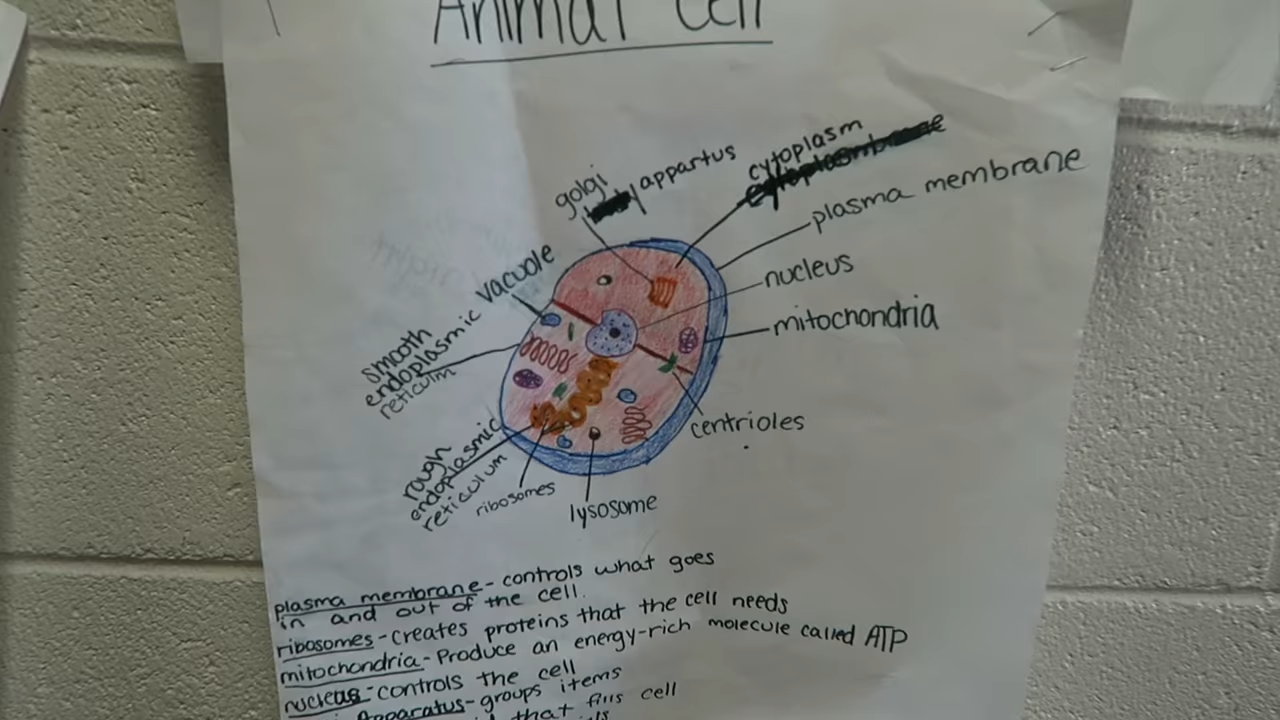 Animal Cell
golgi appartus
cytoplasm
plasma membrane
nucleus
mitochondria
vacuole
smooth
endoplasmic
reticulm
centrioles
rough
endoplasmic
reticulum
ribosomes
lysosome
plasma membrane - controls what goes
in and out of the cell.
ribosomes - creates proteins that the cell needs
mitochondria - Produce an energy-rich molecule called ATP
nucleus - controls the cell
Apparatus - groups items
that fills cell